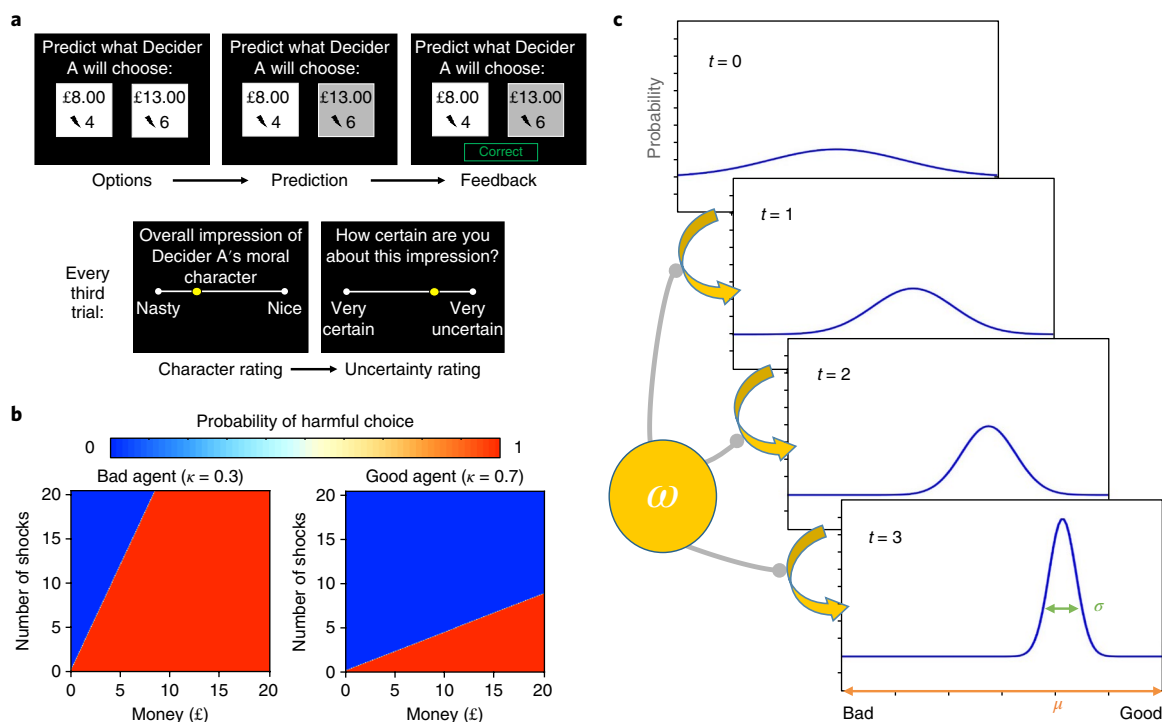 a
Predict what Decider
A will choose:
£8.00
4
£13.00
6
Options
Predict what Decider
A will choose:
£8.00
4
£13.00
6
Prediction
Predict what Decider
A will choose:
£8.00
4
£13.00
6
Correct
Feedback
Every
third
trial:
Overall impression of
Decider A's moral
character
Nasty
Nice
Character rating
How certain are you
about this impression?
Very
certain
Very
uncertain
Uncertainty rating
b
Probability of harmful choice
0
1
Bad agent (κ = 0.3)
Number of shocks
20
15
10
5
0
0
5
10
15
20
Money (£)
Good agent (κ = 0.7)
Number of shocks
20
15
10
5
0
0
5
10
15
20
Money (£)
c
Probability
t = 0
t = 1
t = 2
t = 3
ω
σ
Bad
μ
Good